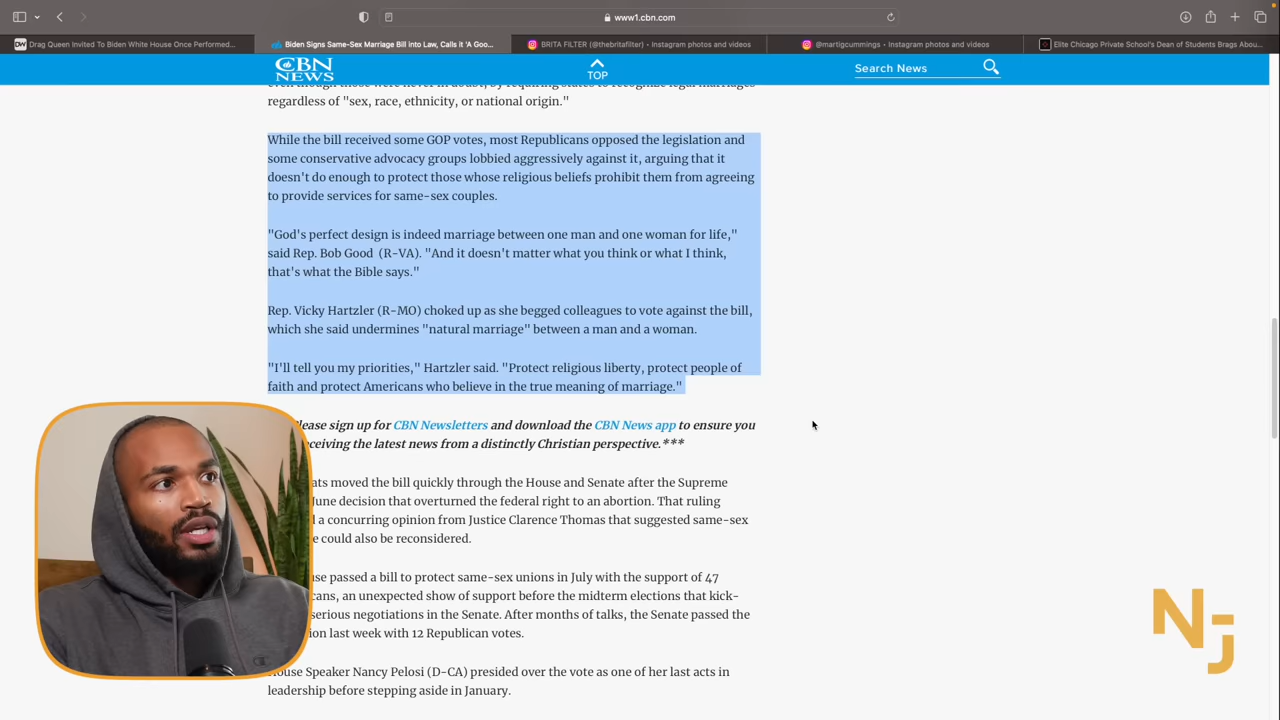 www1.cbn.com
Drag Queen Invited To Biden White House Once Performed...
Biden Signs Same-Sex Marriage Bill into Law, Calls it 'A Goo...
BRITA FILTER (@thebritafilter) • Instagram photos and videos
@martigcummings • Instagram photos and videos
Elite Chicago Private School's Dean of Students Brags Abou...
CBN
NEWS
TOP
Search News
even though those were never in doubt, by requiring states to recognize legal marriages
regardless of "sex, race, ethnicity, or national origin."
While the bill received some GOP votes, most Republicans opposed the legislation and
some conservative advocacy groups lobbied aggressively against it, arguing that it
doesn't do enough to protect those whose religious beliefs prohibit them from agreeing
to provide services for same-sex couples.
"God's perfect design is indeed marriage between one man and one woman for life,"
said Rep. Bob Good (R-VA). "And it doesn't matter what you think or what I think,
that's what the Bible says."
Rep. Vicky Hartzler (R-MO) choked up as she begged colleagues to vote against the bill,
which she said undermines "natural marriage" between a man and a woman.
"I'll tell you my priorities," Hartzler said. "Protect religious liberty, protect people of
faith and protect Americans who believe in the true meaning of marriage."
lease sign up for CBN Newsletters and download the CBN News app to ensure you
ceiving the latest news from a distinctly Christian perspective.***
ats moved the bill quickly through the House and Senate after the Supreme
June decision that overturned the federal right to an abortion. That ruling
d a concurring opinion from Justice Clarence Thomas that suggested same-sex
e could also be reconsidered.
se passed a bill to protect same-sex unions in July with the support of 47
cans, an unexpected show of support before the midterm elections that kick-
serious negotiations in the Senate. After months of talks, the Senate passed the
ion last week with 12 Republican votes.
House Speaker Nancy Pelosi (D-CA) presided over the vote as one of her last acts in
leadership before stepping aside in January.
N-J